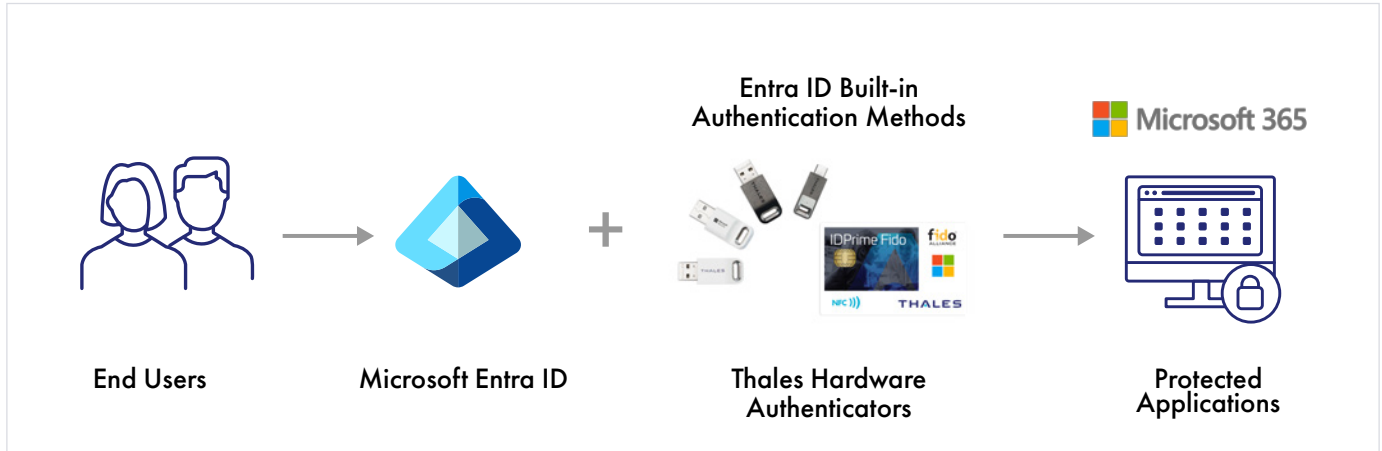 Entra ID Built-in
Authentication Methods
Microsoft 365
THALES
THALES
IDPrime Fido
fido
ALLIANCE
NFC
THALES
End Users
Microsoft Entra ID
Thales Hardware
Authenticators
Protected
Applications